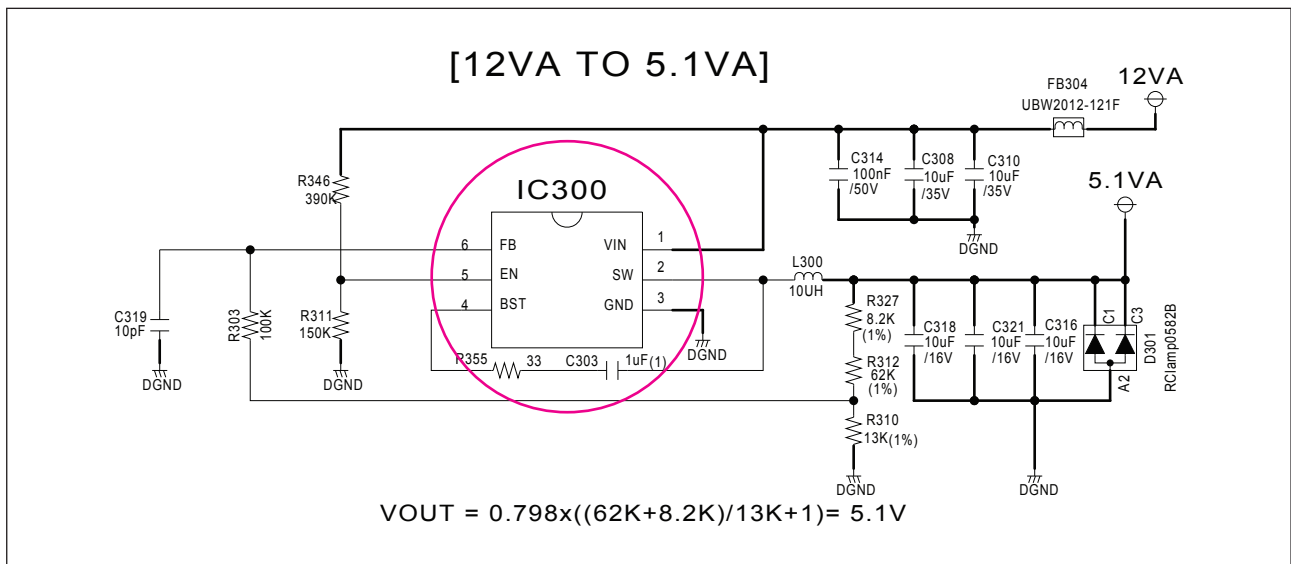 [12VA TO 5.1VA]
FB304
UBW2012-121F
12VA
C314
100nF
/50V
C308
10uF
/35V
C310
10uF
/35V
DGND
5.1VA
R346
390K
IC300
6
FB
VIN
1
5
EN
SW
2
4
BST
GND
3
DGND
L300
10UH
C319
10pF
DGND
R303
100K
R311
150K
DGND
R355
33
C303
1uF(1)
R327
8.2K
(1%)
R312
62K
(1%)
R310
13K(1%)
DGND
C318
10uF
/16V
C321
10uF
/16V
C316
10uF
/16V
DGND
C1
C3
A2
D301
RClamp0582B
VOUT = 0.798x((62K+8.2K)/13K+1)= 5.1V